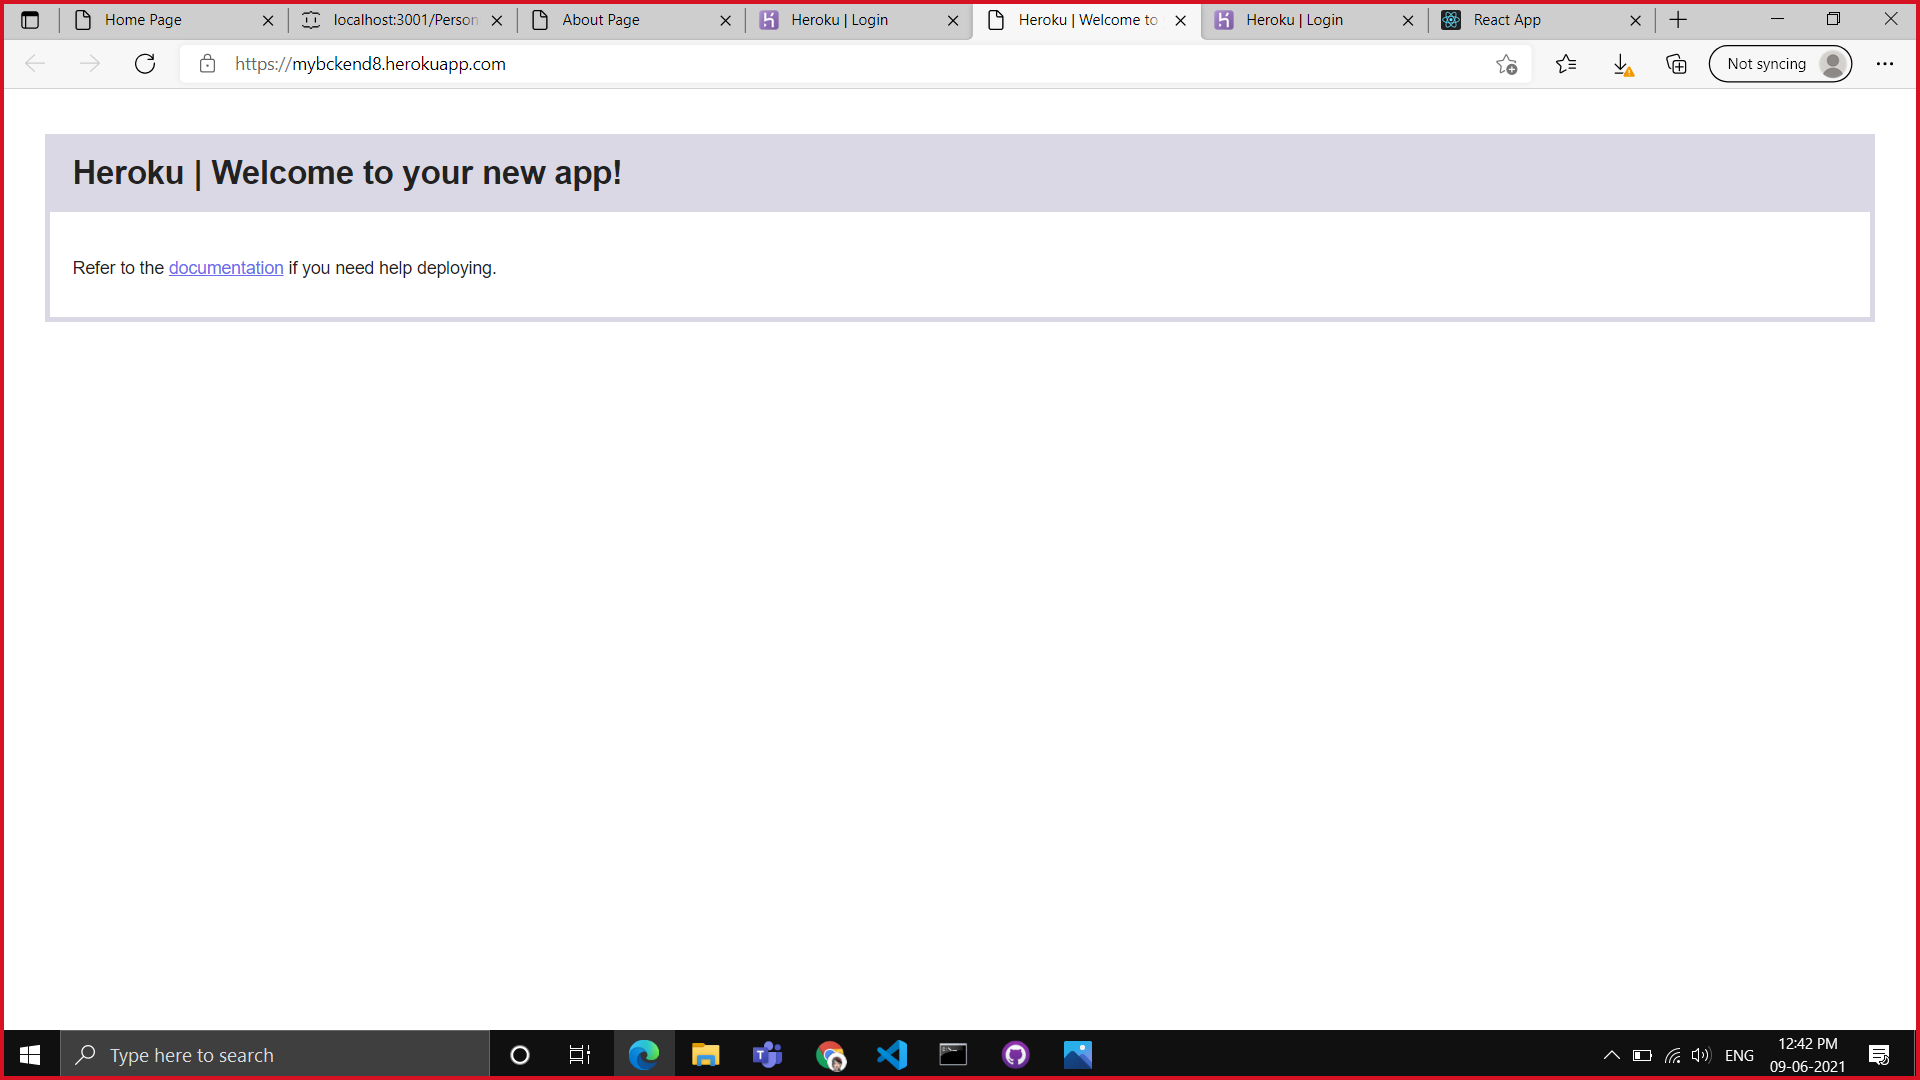 Home Page
localhost:3001/Person
About Page
Heroku | Login
Heroku | Welcome to
Heroku | Login
React App
https://mybckend8.herokuapp.com
Not syncing
Heroku | Welcome to your new app!
Refer to the documentation if you need help deploying.
Type here to search
ENG
12:42 PM
09-06-2021